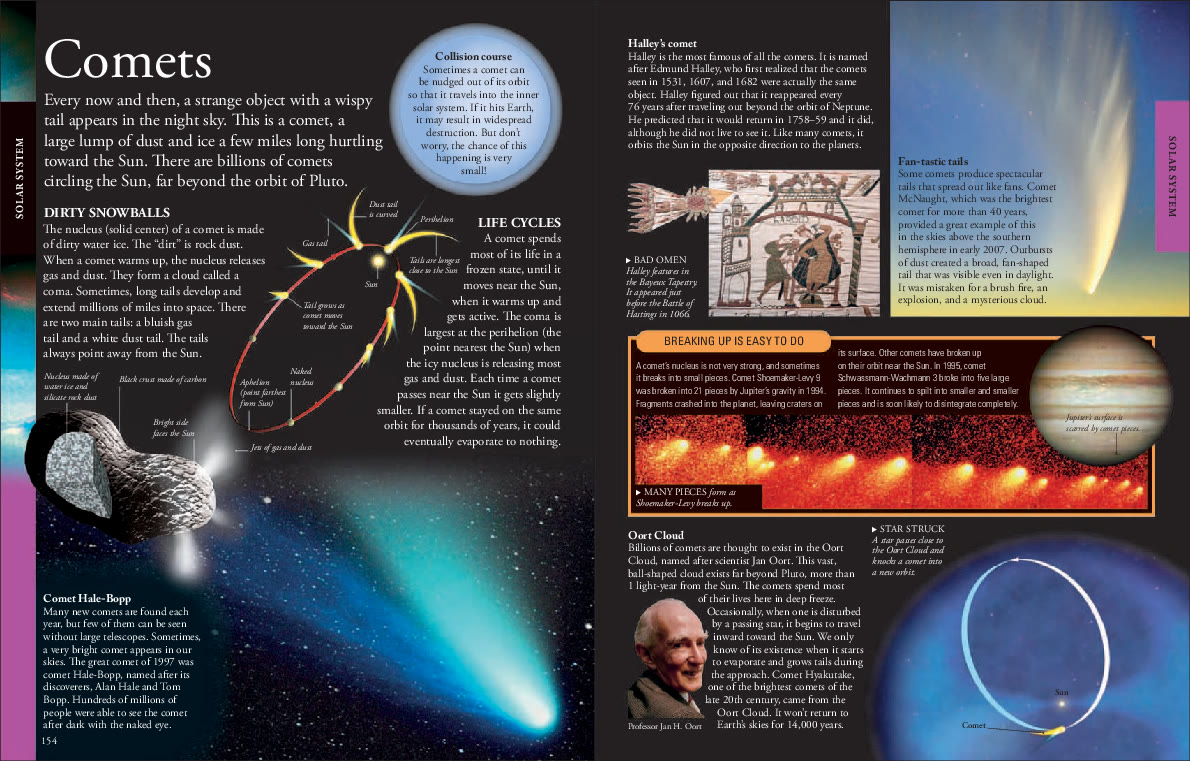 SOLAR SYSTEM
Comets
Every now and then, a strange object with a wispy
tail appears in the night sky. This is a comet, a
large lump of dust and ice a few miles long hurtling
toward the Sun. There are billions of comets
circling the Sun, far beyond the orbit of Pluto.
Collision course
Sometimes a comet can
be nudged out of its orbit
so that it travels into the inner
solar system. If it hits Earth,
it may result in widespread
destruction. But don't
worry, the chance of this
happening is very
small!
DIRTY SNOWBALLS
The nucleus (solid center) of a comet is made
of dirty water ice. The “dirt” is rock dust.
When a comet warms up, the nucleus releases
gas and dust. They form a cloud called a
coma. Sometimes, long tails develop and
extend millions of miles into space. There
are two main tails: a bluish gas
tail and a white dust tail. The tails
always point away from the Sun.
Dust tail
is curved
Perihelion
Gas tail
Tails are longest
close to the Sun
Sun
Tail grows as
comet moves
toward the Sun
Aphelion
(point farthest
from Sun)
Naked
nucleus
LIFE CYCLES
A comet spends
most of its life in a
frozen state, until it
moves near the Sun,
when it warms up and
gets active. The coma is
largest at the perihelion (the
point nearest the Sun) when
the icy nucleus is releasing most
gas and dust. Each time a comet
passes near the Sun it gets slightly
smaller. If a comet stayed on the same
orbit for thousands of years, it could
eventually evaporate to nothing.
Nucleus made of
water ice and
silicate rock dust
Black crust made of carbon
Bright side
faces the Sun
Jets of gas and dust
Comet Hale-Bopp
Many new comets are found each
year, but few of them can be seen
without large telescopes. Sometimes,
a very bright comet appears in our
skies. The great comet of 1997 was
comet Hale-Bopp, named after its
discoverers, Alan Hale and Tom
Bopp. Hundreds of millions of
people were able to see the comet
after dark with the naked eye.
154
Halley's comet
Halley is the most famous of all the comets. It is named
after Edmund Halley, who first realized that the comets
seen in 1531, 1607, and 1682 were actually the same
object. Halley figured out that it reappeared every
76 years after traveling out beyond the orbit of Neptune.
He predicted that it would return in 1758–59 and it did,
although he did not live to see it. Like many comets, it
orbits the Sun in the opposite direction to the planets.
▶ BAD OMEN
Halley features in
the Bayeux Tapestry.
It appeared just
before the Battle of
Hastings in 1066.
Fan-tastic tails
Some comets produce spectacular
tails that spread out like fans. Comet
McNaught, which was the brightest
comet for more than 40 years,
provided a great example of this
in the skies above the southern
hemisphere in early 2007. Outbursts
of dust created a broad, fan-shaped
tail that was visible even in daylight.
It was mistaken for a brush fire, an
explosion, and a mysterious cloud.
SOLAR SYSTEM
BREAKING UP IS EASY TO DO
A comet's nucleus is not very strong, and sometimes
it breaks into small pieces. Comet Shoemaker-Levy 9
was broken into 21 pieces by Jupiter's gravity in 1994.
Fragments crashed into the planet, leaving craters on
its surface. Other comets have broken up
on their orbit near the Sun. In 1995, comet
Schwassmann-Wachmann 3 broke into five large
pieces. It continues to split into smaller and smaller
pieces and is soon likely to disintegrate completely.
Jupiter's surface is
scarred by comet pieces.
▶ MANY PIECES form as
Shoemaker-Levy breaks up.
Oort Cloud
Billions of comets are thought to exist in the Oort
Cloud, named after scientist Jan Oort. This vast,
ball-shaped cloud exists far beyond Pluto, more than
1 light-year from the Sun. The comets spend most
of their lives here in deep freeze.
Occasionally, when one is disturbed
by a passing star, it begins to travel
inward toward the Sun. We only
know of its existence when it starts
to evaporate and grows tails during
the approach. Comet Hyakutake,
one of the brightest comets of the
late 20th century, came from the
Oort Cloud. It won't return to
Earth's skies for 14,000 years.
Professor Jan H. Oort
▶ STAR STRUCK
A star passes close to
the Oort Cloud and
knocks a comet into
a new orbit.
Sun
Comet